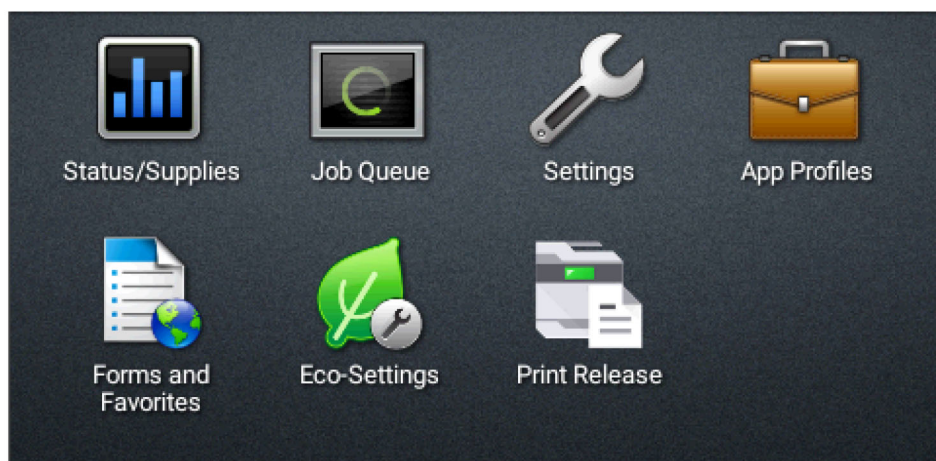 Status/Supplies
Job Queue
Settings
App Profiles
Forms and
Favorites
Eco-Settings
Print Release